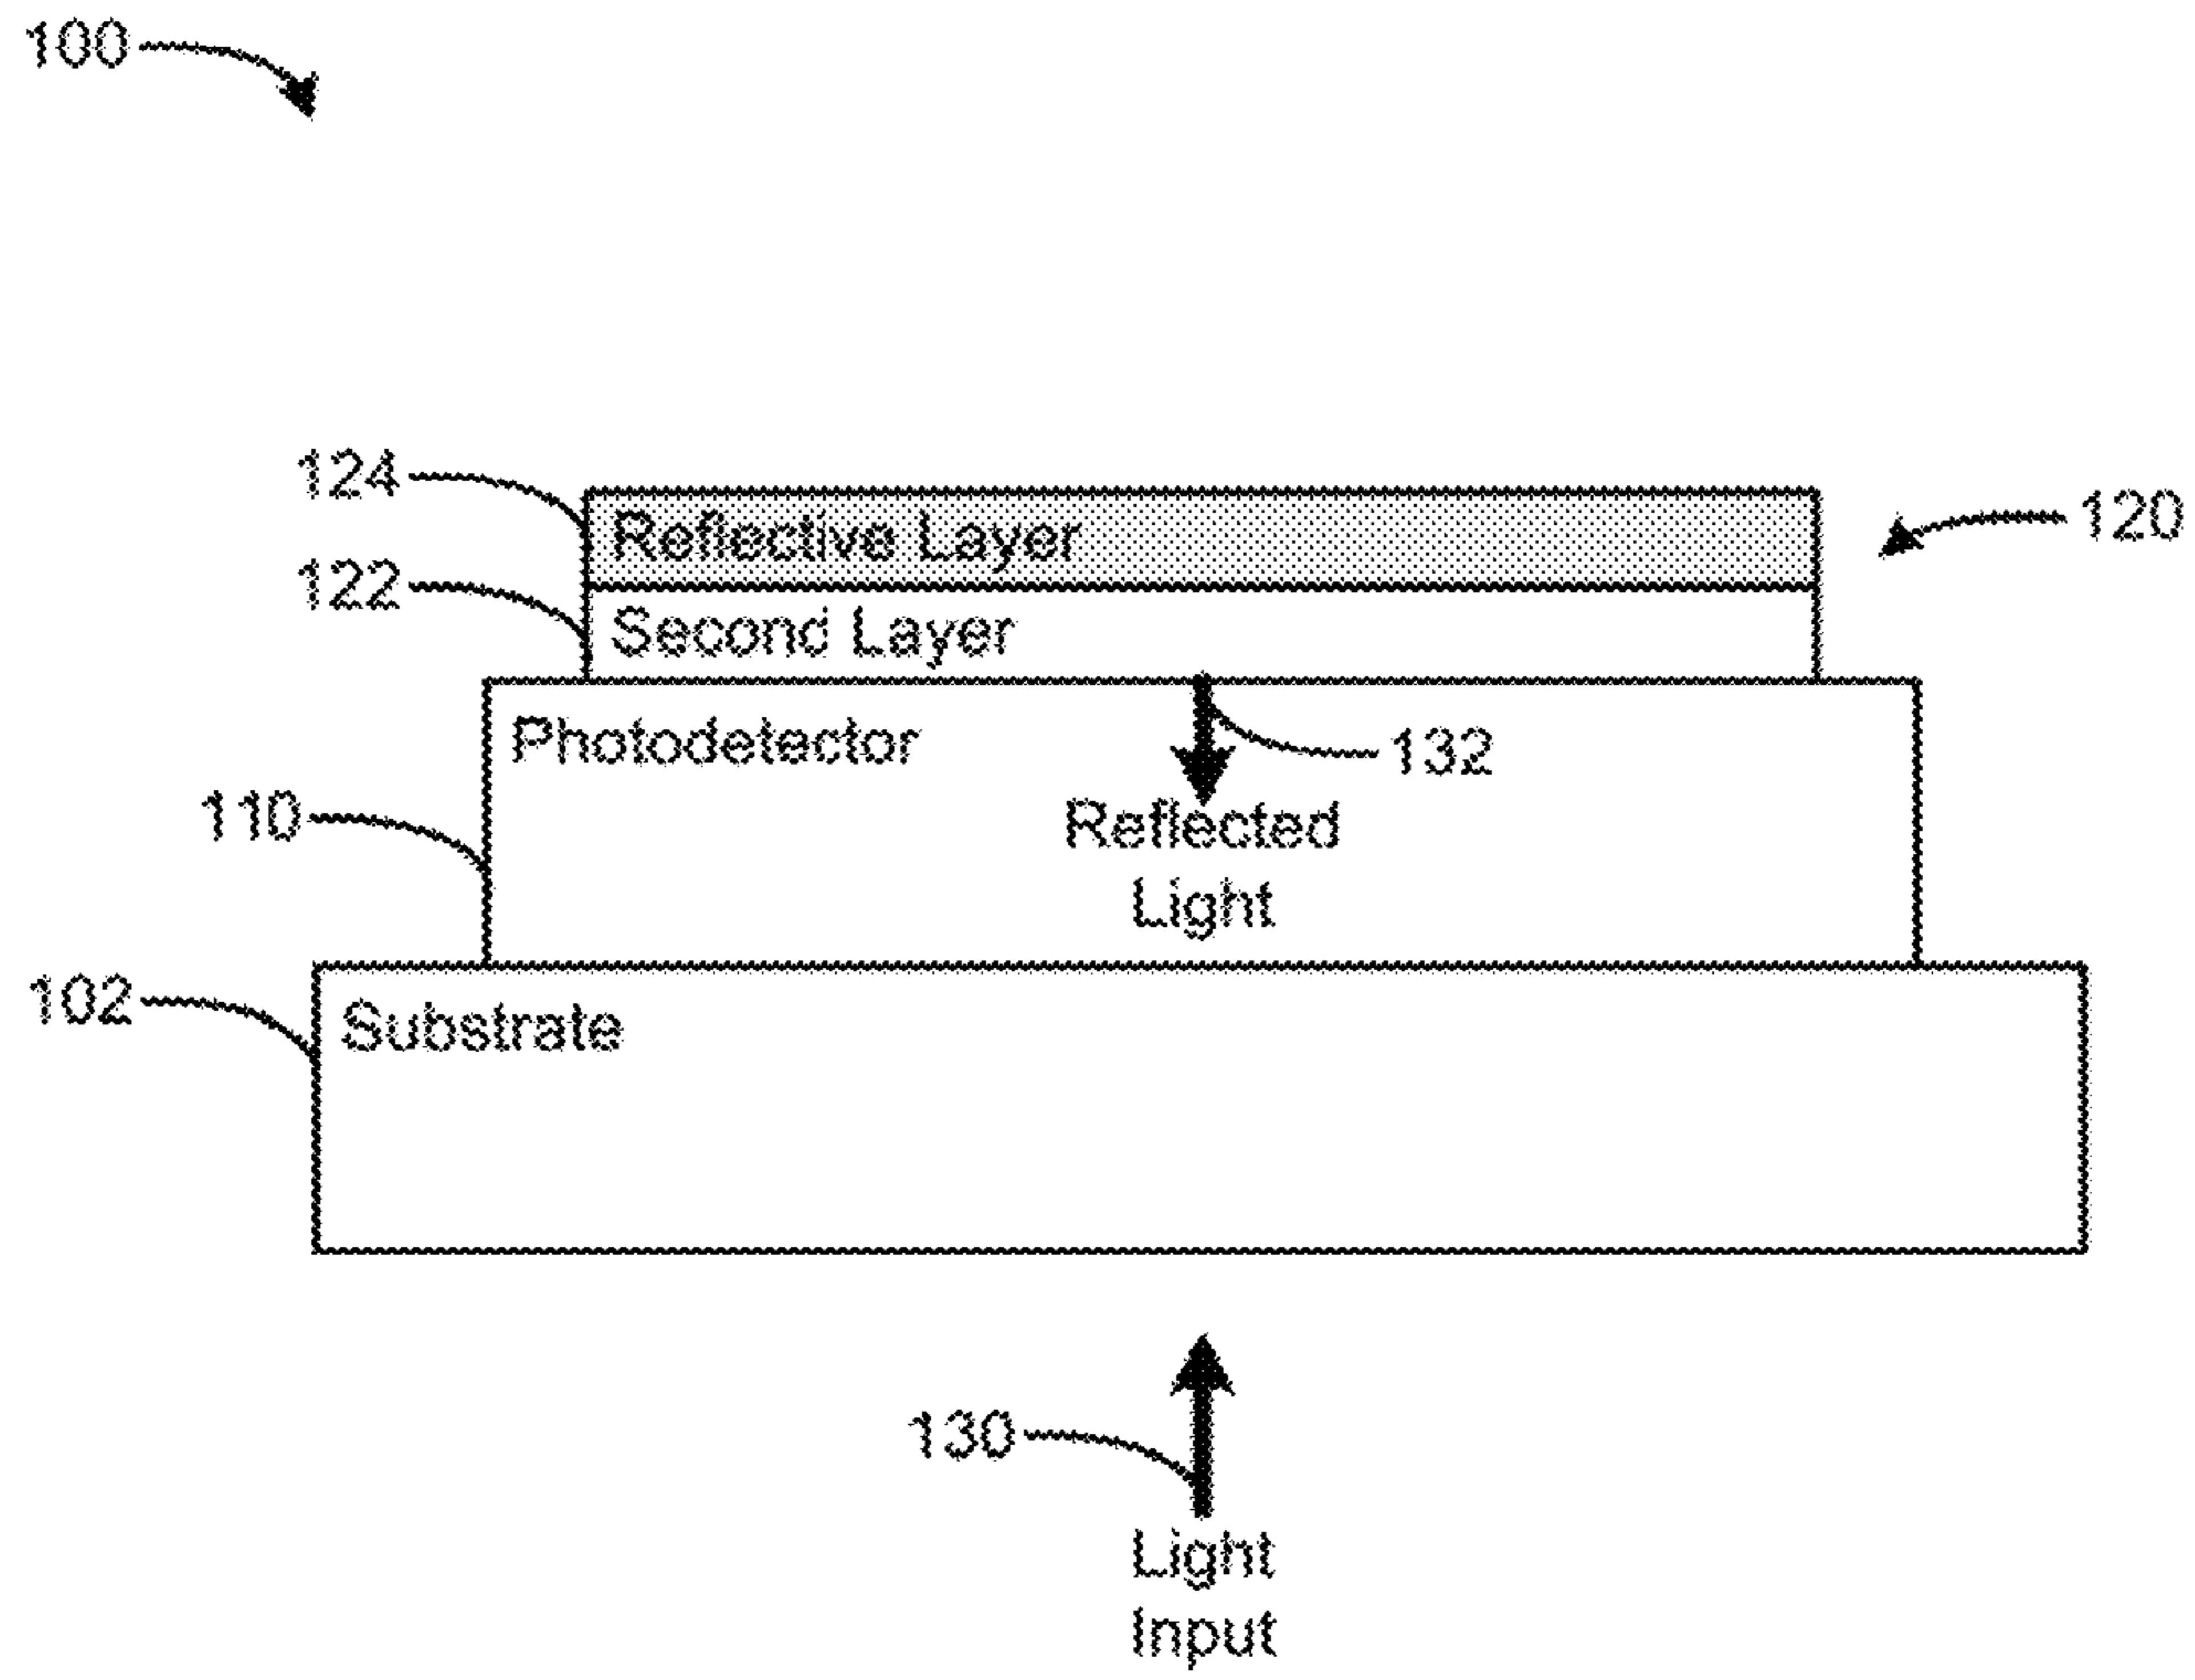 100
124
Reflective Layer
120
122
Second Layer
Photodetector
132
110
Reflected
Light
102
Substrate
130
Light
Input